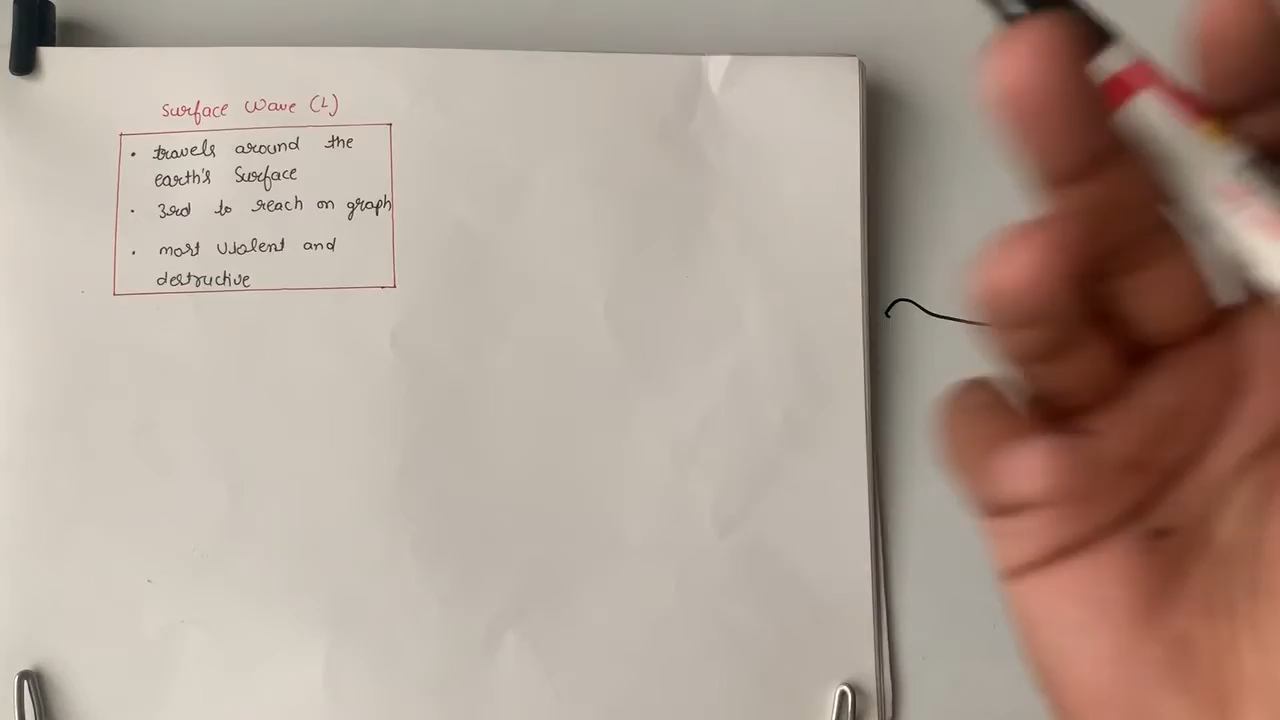 Surface Wave (L)
• travels around the
earth's Surface
• 3rd to reach on graph
• most violent and
destructive